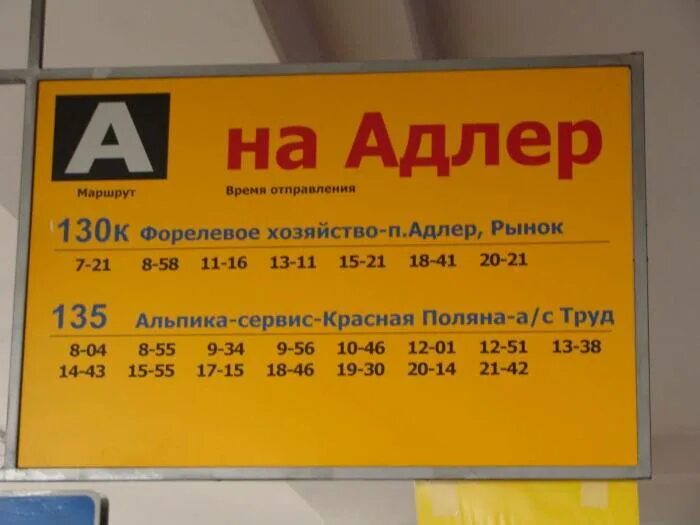 А на Адлер
Маршрут Время отправления
130к Форелевое хозяйство-п.Адлер, Рынок
7-21 8-58 11-16 13-11 15-21 18-41 20-21
135 Альпика-сервис-Красная Поляна-а/с Труд
8-04 8-55 9-34 9-56 10-46 12-01 12-51 13-38
14-43 15-55 17-15 18-46 19-30 20-14 21-42